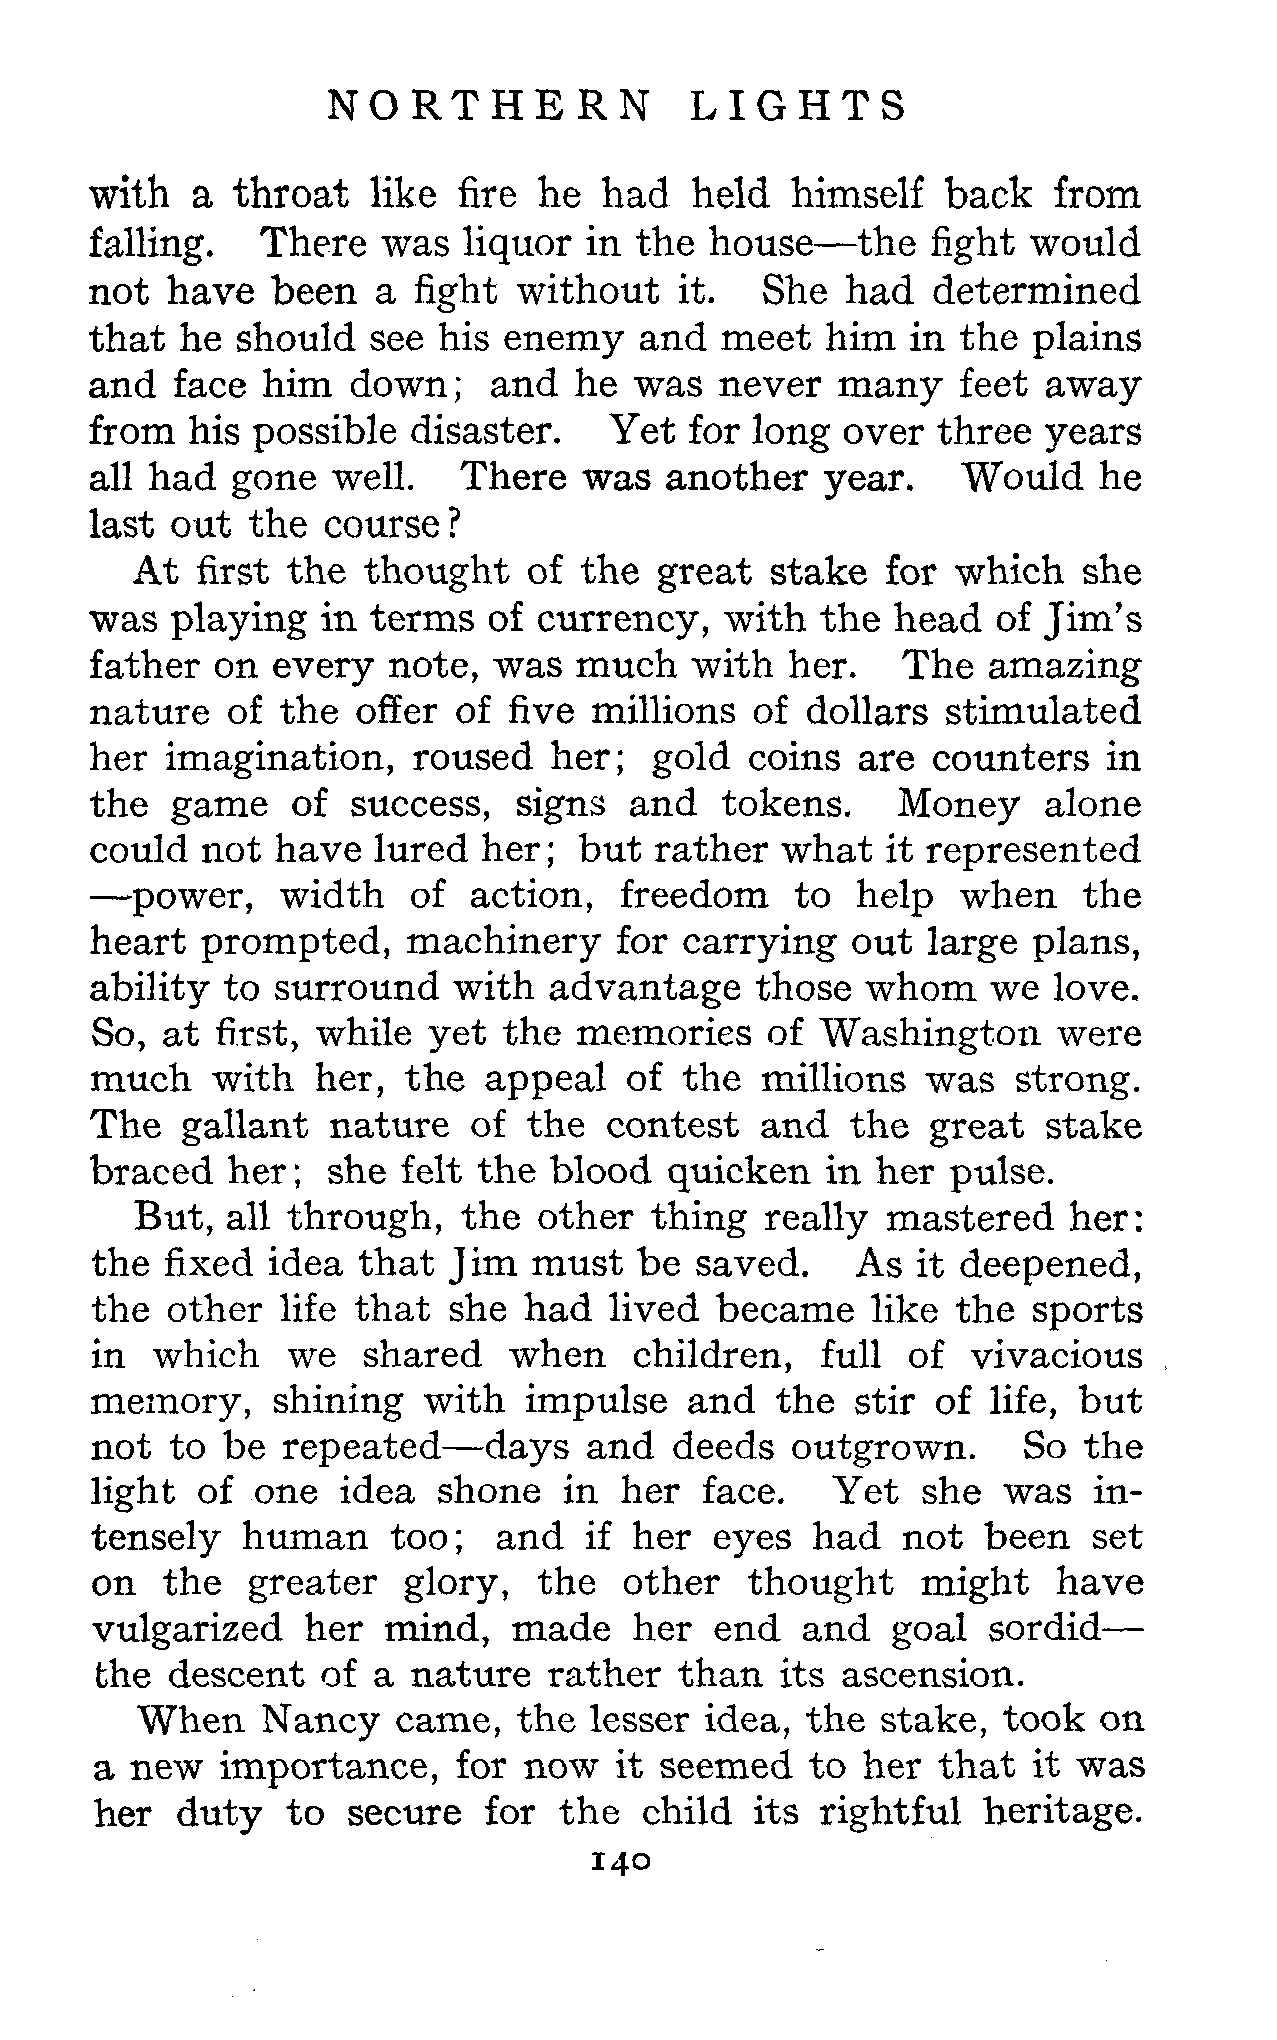 NORTHERN LIGHTS
with a throat like fire he had held himself back from
falling. There was liquor in the house—the fight would
not have been a fight without it. She had determined
that he should see his enemy and meet him in the plains
and face him down; and he was never many feet away
from his possible disaster. Yet for long over three years
all had gone well. There was another year. Would he
last out the course?
At first the thought of the great stake for which she
was playing in terms of currency, with the head of Jim's
father on every note, was much with her. The amazing
nature of the offer of five millions of dollars stimulated
her imagination, roused her; gold coins are counters in
the game of success, signs and tokens. Money alone
could not have lured her; but rather what it represented
—power, width of action, freedom to help when the
heart prompted, machinery for carrying out large plans,
ability to surround with advantage those whom we love.
So, at first, while yet the memories of Washington were
much with her, the appeal of the millions was strong.
The gallant nature of the contest and the great stake
braced her; she felt the blood quicken in her pulse.
But, all through, the other thing really mastered her:
the fixed idea that Jim must be saved. As it deepened,
the other life that she had lived became like the sports
in which we shared when children, full of vivacious
memory, shining with impulse and the stir of life, but
not to be repeated—days and deeds outgrown. So the
light of one idea shone in her face. Yet she was in-
tensely human too; and if her eyes had not been set
on the greater glory, the other thought might have
vulgarized her mind, made her end and goal sordid—
the descent of a nature rather than its ascension.
When Nancy came, the lesser idea, the stake, took on
a new importance, for now it seemed to her that it was
her duty to secure for the child its rightful heritage.
140